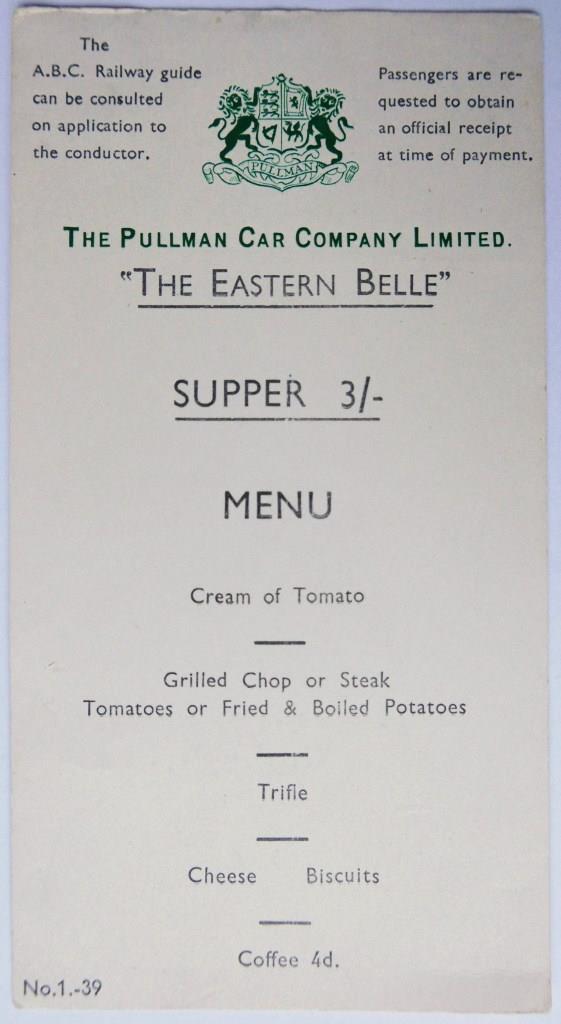 The
A.B.C. Railway guide
can be consulted
on application to
the conductor.
PULLMAN
Passengers are re-
quested to obtain
an official receipt
at time of payment.
THE PULLMAN CAR COMPANY LIMITED.
"THE EASTERN BELLE"
SUPPER 3/-
MENU
Cream of Tomato
Grilled Chop or Steak
Tomatoes or Fried & Boiled Potatoes
Trifle
Cheese Biscuits
Coffee 4d.
No.1.-39